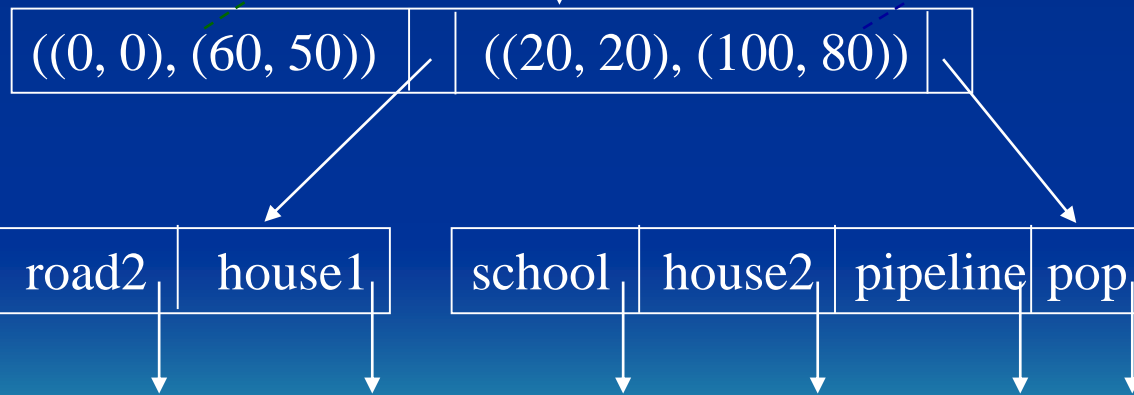 ((0, 0), (60, 50)) ((20, 20), (100, 80))
road2 house1 school house2 pipeline pop